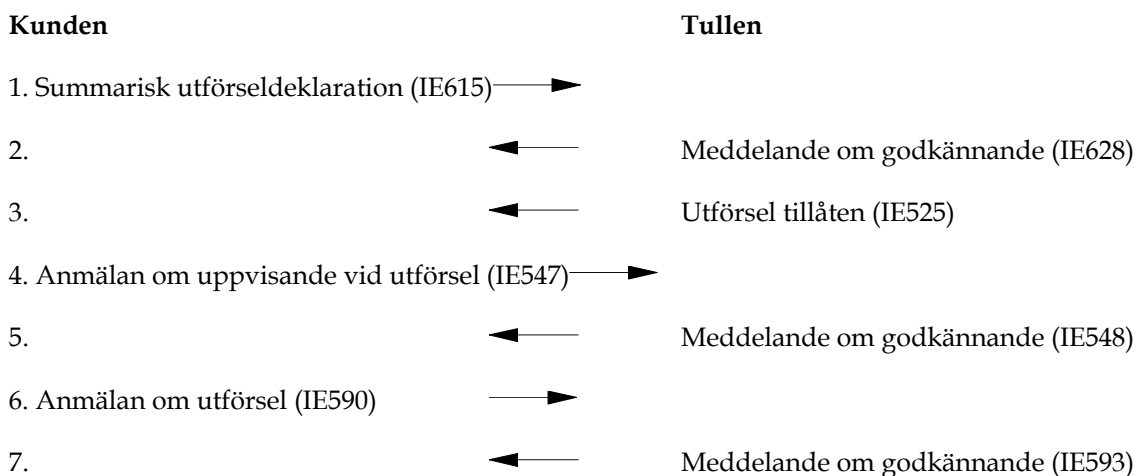 Kunden Tullen
1. Summarisk utförseldeklaration (IE615)
2. Meddelande om godkännande (IE628)
3. Utförsel tillåten (IE525)
4. Anmälan om uppvisande vid utförsel (IE547)
5. Meddelande om godkännande (IE548)
6. Anmälan om utförsel (IE590)
7. Meddelande om godkännande (IE593)